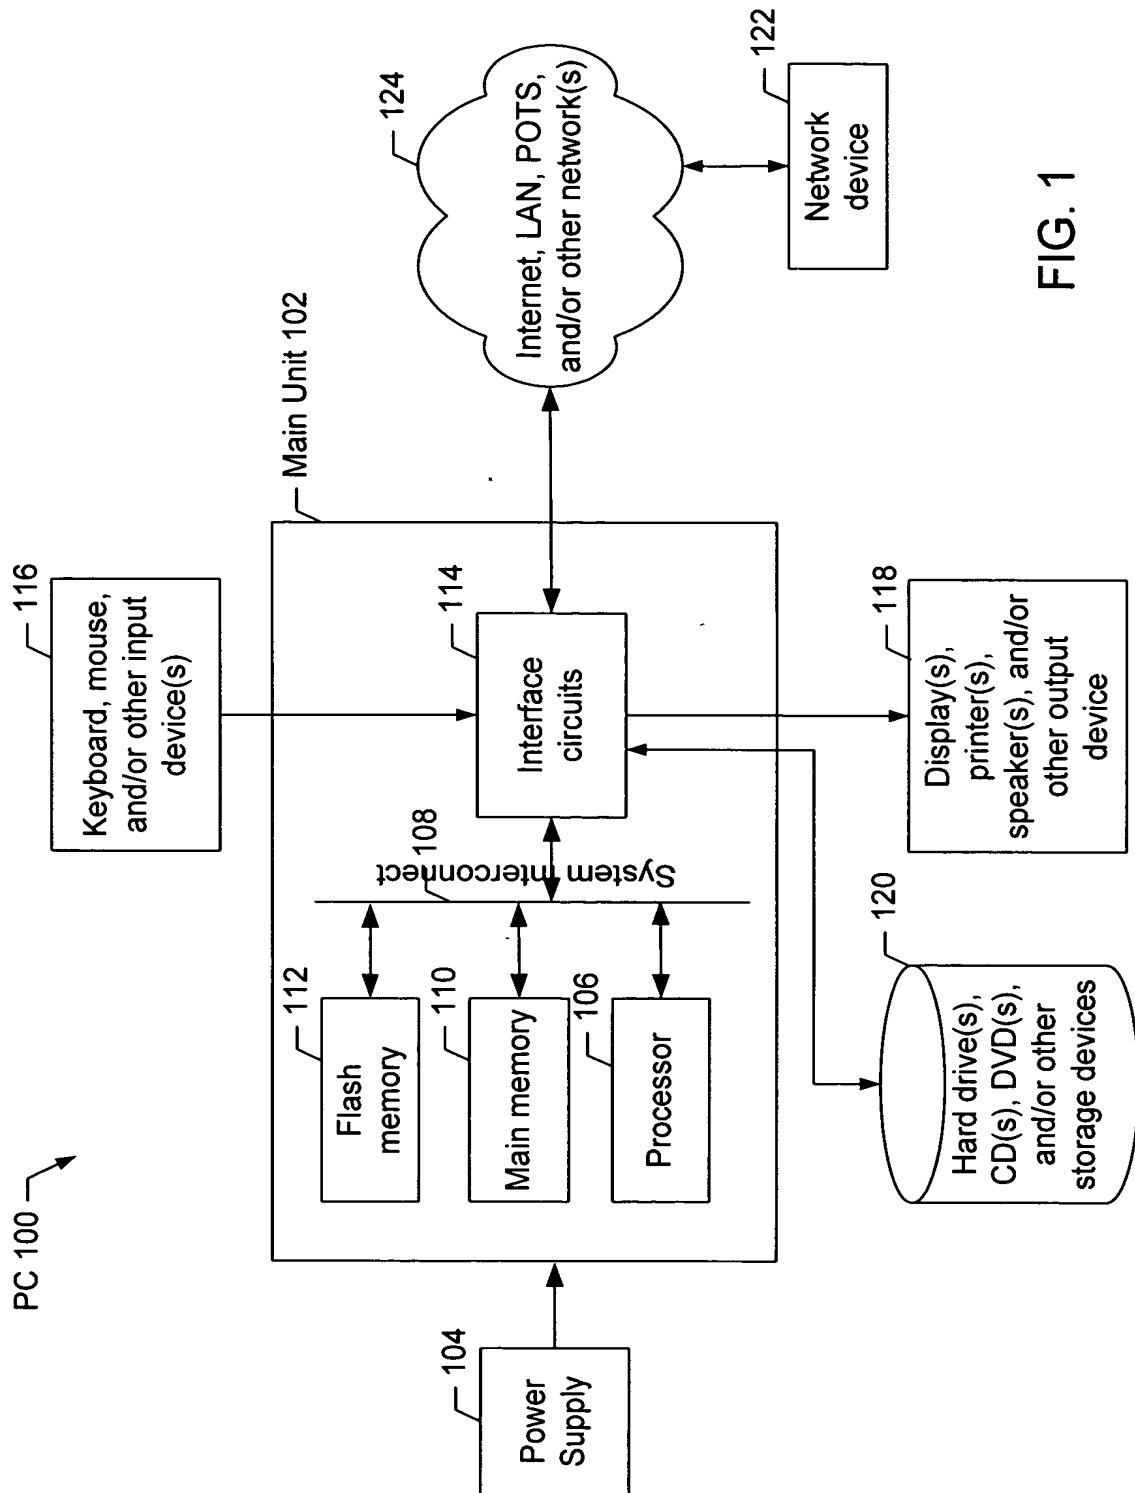 PC 100
116
Keyboard, mouse,
and/or other input
device(s)
Main Unit 102
124
Internet, LAN, POTS,
and/or other network(s)
122
Network
device
104
Power
Supply
112
Flash
memory
110
Main memory
106
Processor
108
System Interconnect
114
Interface
circuits
120
Hard drive(s),
CD(s), DVD(s),
and/or other
storage devices
118
Display(s),
printer(s),
speaker(s), and/or
other output
device
FIG. 1